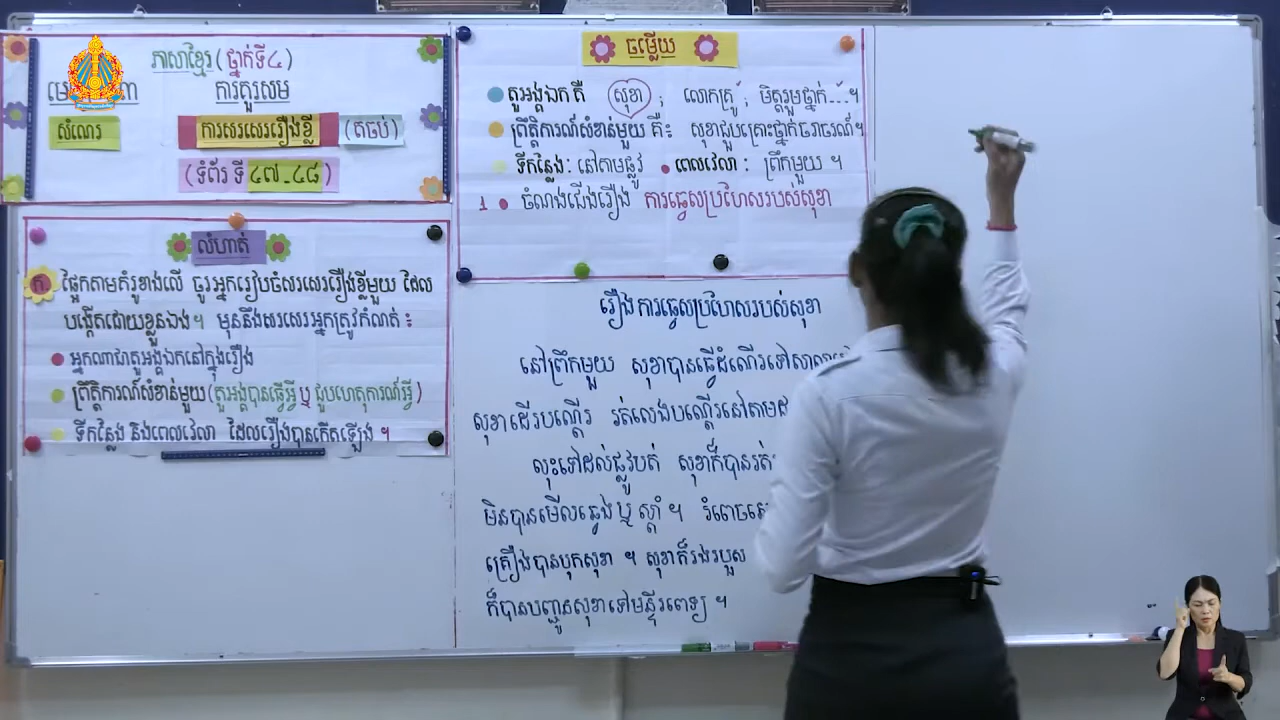 ភាសាខ្មែរ (ថ្នាក់ទី៤)
ការគួរសម
សំណេរ
ការសរសេររឿងខ្លី (តចប់)
(ទំព័រ ទី ៤៧_៤៨)
លំហាត់
ក. ផ្អែកតាមគំរូខាងលើ ចូរអ្នករៀបចំសរសេររឿងខ្លីមួយ ដែល
បង្កើតដោយខ្លួនឯង។ មុននឹងសរសេរអ្នកត្រូវកំណត់ ៖
អ្នកណាជាតួអង្គឯកនៅក្នុងរឿង
ព្រឹត្តិការណ៍សំខាន់មួយ (តួអង្គបានធ្វើអ្វី ឬ ជួបហេតុការណ៍អ្វី)
ទីកន្លែង និងពេលវេលា ដែលរឿងបានកើតឡើង ។
ចម្លើយ
តួអង្គឯក គឺ សុខា , លោកគ្រូ , មិត្តរួមថ្នាក់...។
ព្រឹត្តិការណ៍សំខាន់មួយ គឺ៖ សុខាជួបគ្រោះថ្នាក់ចរាចរណ៍។
ទីកន្លែង : នៅតាមផ្លូវ ពេលវេលា : ព្រឹកមួយ ។
1 ចំណងជើងរឿង ការធ្វេសប្រហែសរបស់សុខា
រឿង ការធ្វេសប្រហែសរបស់សុខា
នៅព្រឹកមួយ សុខាបានធ្វើដំណើរទៅសាលា
សុខាដើរបណ្តើរ រត់លេងបណ្តើរនៅតាម
លុះទៅដល់ផ្លូវបត់ សុខាក៏បានរត់
មិនបានមើលឆ្វេង ឬ ស្តាំ ។ រំពេច
គ្រឿងបានបុកសុខា ។ សុខាក៏រងរបួស
ក៏បានបញ្ជូនសុខាទៅមន្ទីរពេទ្យ ។